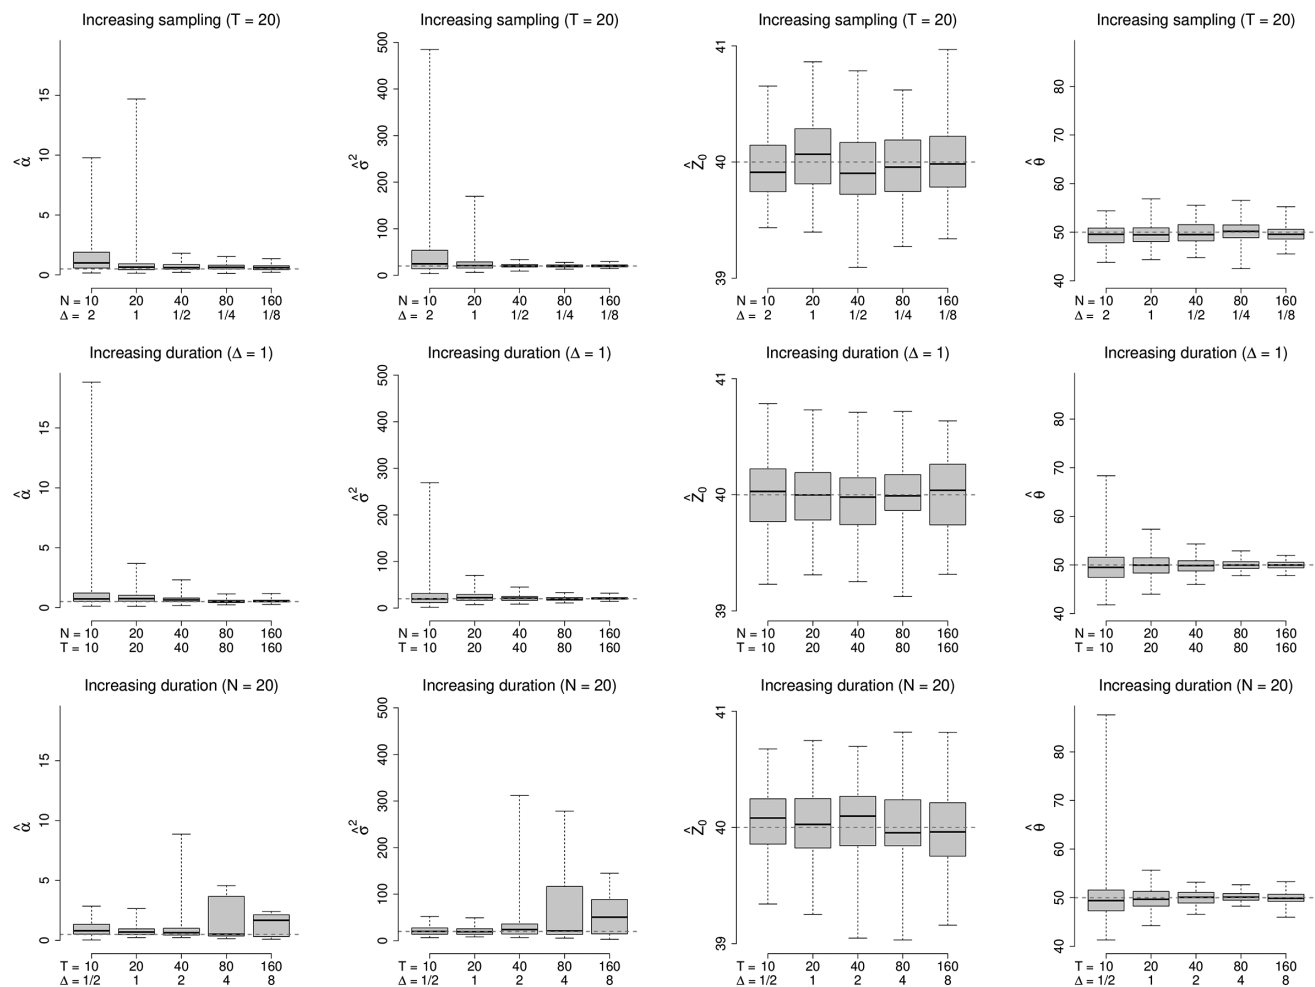 Increasing sampling (T = 20)
α̂
0 5 10 15
N = 10 20 40 80 160
Δ = 2 1 1/2 1/4 1/8
Increasing sampling (T = 20)
σ̂²
0 100 200 300 400 500
N = 10 20 40 80 160
Δ = 2 1 1/2 1/4 1/8
Increasing sampling (T = 20)
Ẑ₀
39 40 41
N = 10 20 40 80 160
Δ = 2 1 1/2 1/4 1/8
Increasing sampling (T = 20)
θ̂
40 50 60 70 80
N = 10 20 40 80 160
Δ = 2 1 1/2 1/4 1/8
Increasing duration (Δ = 1)
α̂
0 5 10 15
N = 10 20 40 80 160
T = 10 20 40 80 160
Increasing duration (Δ = 1)
σ̂²
0 100 200 300 400 500
N = 10 20 40 80 160
T = 10 20 40 80 160
Increasing duration (Δ = 1)
Ẑ₀
39 40 41
N = 10 20 40 80 160
T = 10 20 40 80 160
Increasing duration (Δ = 1)
θ̂
40 50 60 70 80
N = 10 20 40 80 160
T = 10 20 40 80 160
Increasing duration (N = 20)
α̂
0 5 10 15
T = 10 20 40 80 160
Δ = 1/2 1 2 4 8
Increasing duration (N = 20)
σ̂²
0 100 200 300 400 500
T = 10 20 40 80 160
Δ = 1/2 1 2 4 8
Increasing duration (N = 20)
Ẑ₀
39 40 41
T = 10 20 40 80 160
Δ = 1/2 1 2 4 8
Increasing duration (N = 20)
θ̂
40 50 60 70 80
T = 10 20 40 80 160
Δ = 1/2 1 2 4 8